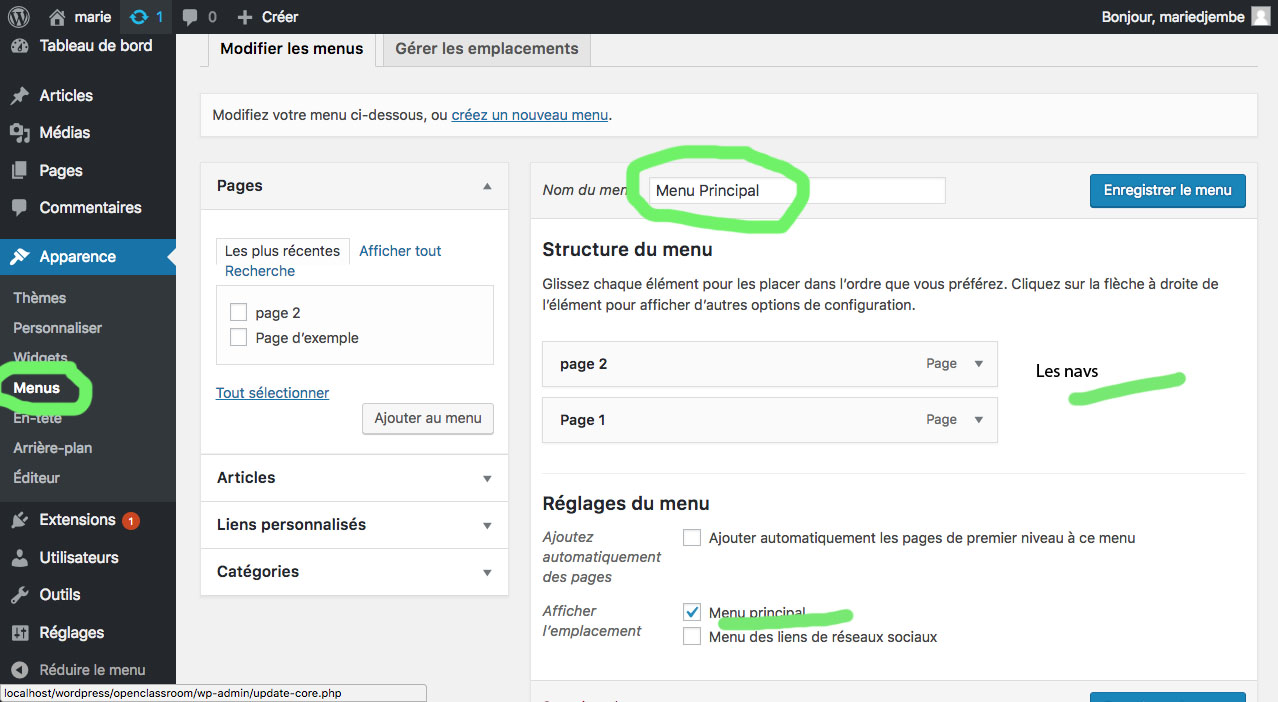 marie 1 0 Créer Bonjour, mariedjembe
Tableau de bord
Articles
Médias
Pages
Commentaires
Apparence
Thèmes
Personnaliser
Widgets
Menus
En-tête
Arrière-plan
Éditeur
Extensions 1
Utilisateurs
Outils
Réglages
Réduire le menu
localhost/wordpress/openclassroom/wp-admin/update-core.php
Modifier les menus Gérer les emplacements
Modifiez votre menu ci-dessous, ou créez un nouveau menu.
Pages
Les plus récentes Afficher tout
Recherche
page 2
Page d’exemple
Tout sélectionner
Ajouter au menu
Articles
Liens personnalisés
Catégories
Nom du men Menu Principal Enregistrer le menu
Structure du menu
Glissez chaque élément pour les placer dans l’ordre que vous préférez. Cliquez sur la flèche à droite de
l’élément pour afficher d’autres options de configuration.
page 2 Page
Les navs
Page 1 Page
Réglages du menu
Ajoutez
automatiquement
des pages
Ajouter automatiquement les pages de premier niveau à ce menu
Afficher
l’emplacement
Menu principal
Menu des liens de réseaux sociaux